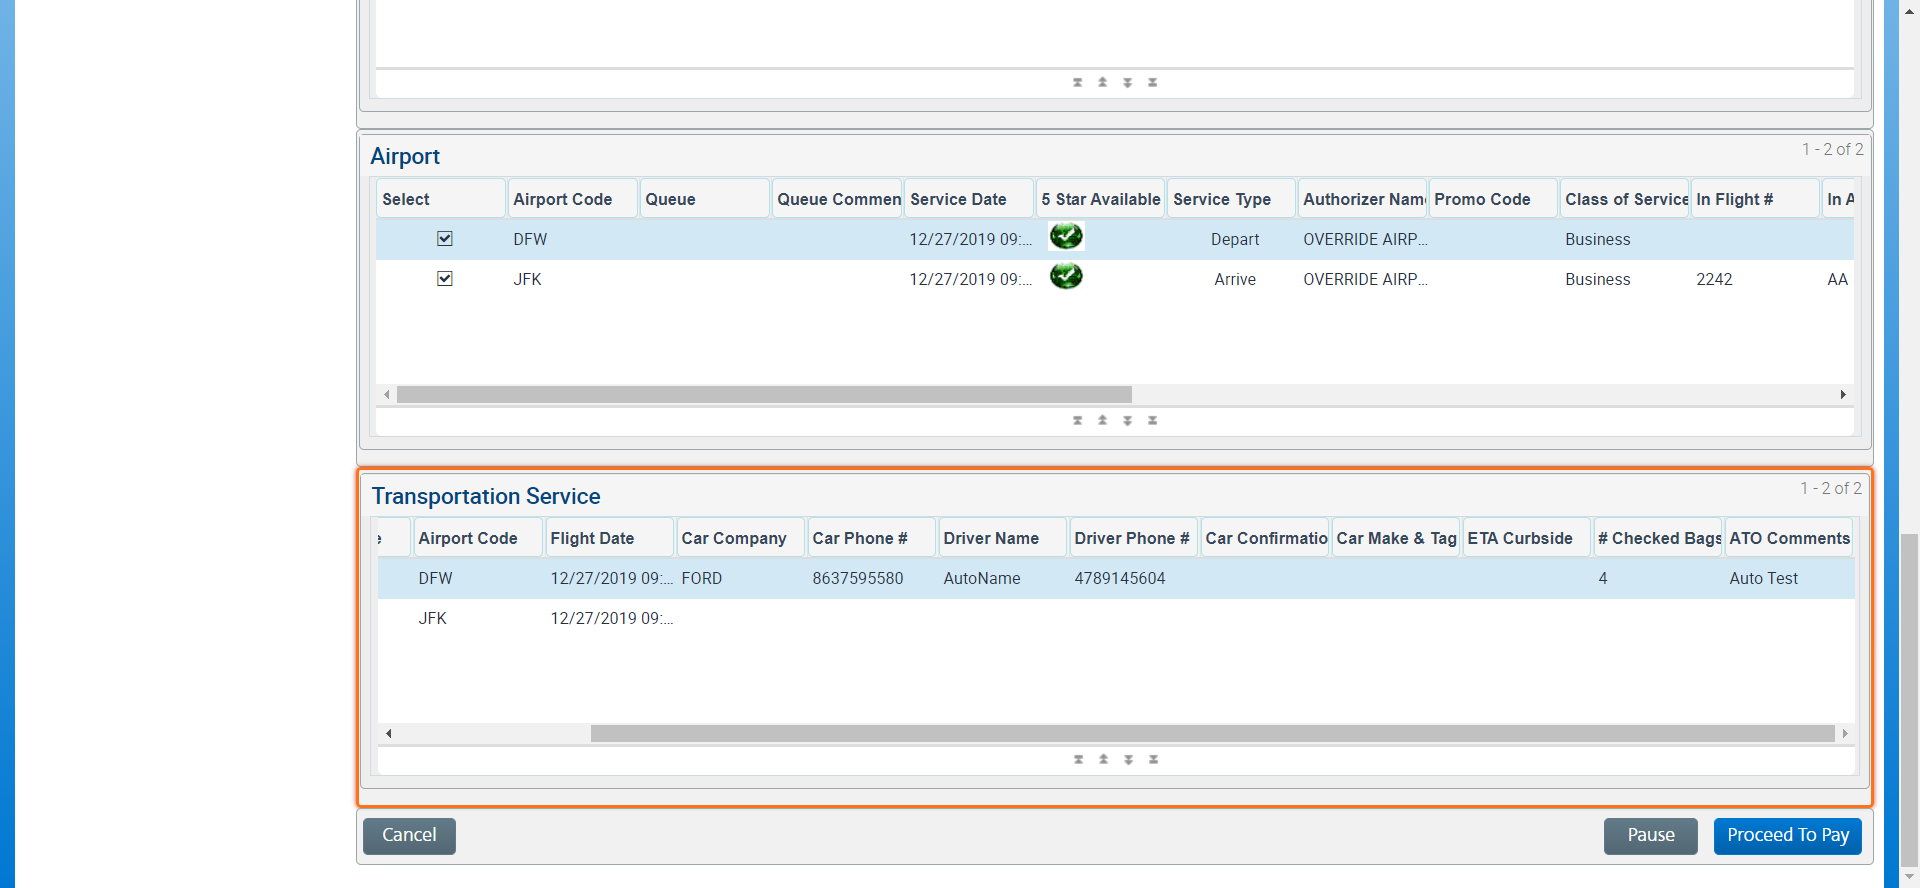 Airport
1 - 2 of 2
Select Airport Code Queue Queue Commen Service Date 5 Star Available Service Type Authorizer Nam Promo Code Class of Service In Flight # In A
DFW 12/27/2019 09:... Depart OVERRIDE AIRP... Business
JFK 12/27/2019 09:... Arrive OVERRIDE AIRP... Business 2242 AA
Transportation Service
1 - 2 of 2
e Airport Code Flight Date Car Company Car Phone # Driver Name Driver Phone # Car Confirmatio Car Make & Tag ETA Curbside # Checked Bags ATO Comments
DFW 12/27/2019 09:... FORD 8637595580 AutoName 4789145604 4 Auto Test
JFK 12/27/2019 09:...
Cancel Pause Proceed To Pay